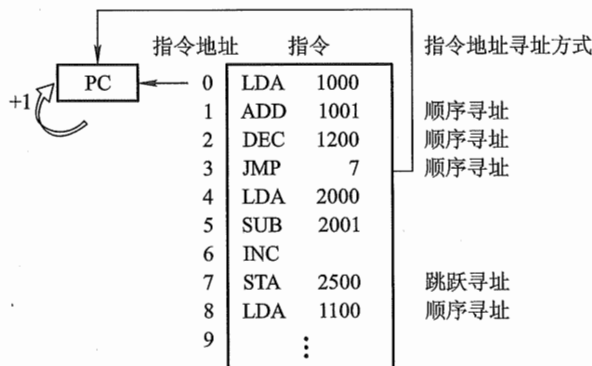 指令地址 指令 指令地址寻址方式
PC 0 LDA 1000
+1 1 ADD 1001 顺序寻址
2 DEC 1200 顺序寻址
3 JMP 7 顺序寻址
4 LDA 2000
5 SUB 2001
6 INC
7 STA 2500 跳跃寻址
8 LDA 1100 顺序寻址
9 ⋮